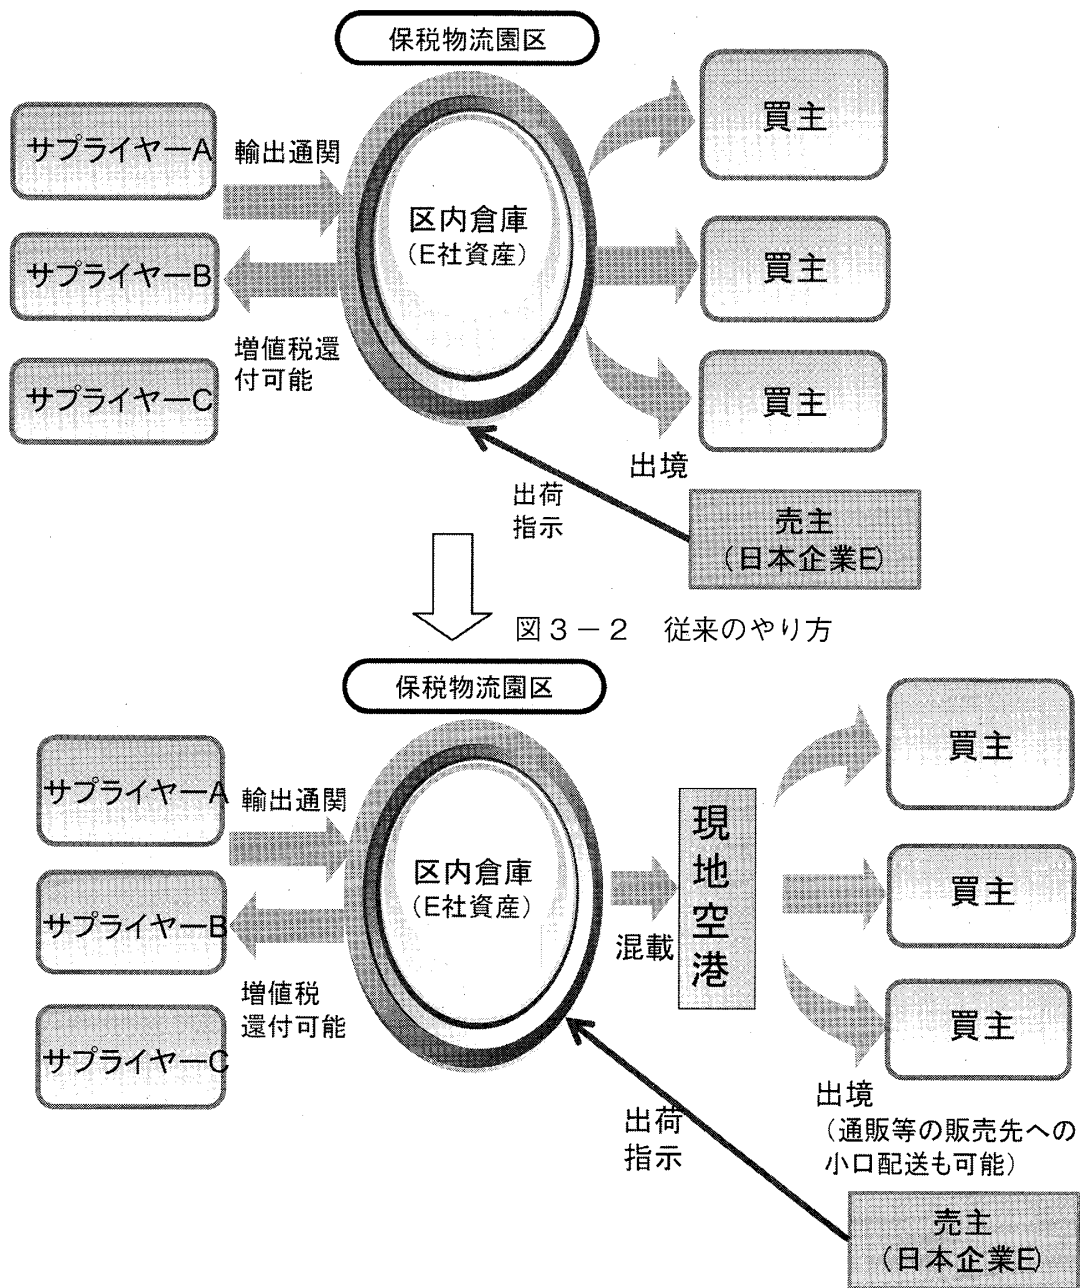 保税物流園区
サプライヤーA
輸出通関
サプライヤーB
増値税還
付可能
サプライヤーC
区内倉庫
(E社資産)
買主
買主
買主
出境
出荷
指示
売主
(日本企業E)
図3-2 従来のやり方
保税物流園区
サプライヤーA
輸出通関
サプライヤーB
増値税
還付可能
サプライヤーC
区内倉庫
(E社資産)
混載
現地空港
買主
買主
買主
出境
(通販等の販売先への
小口配送も可能)
出荷
指示
売主
(日本企業E)